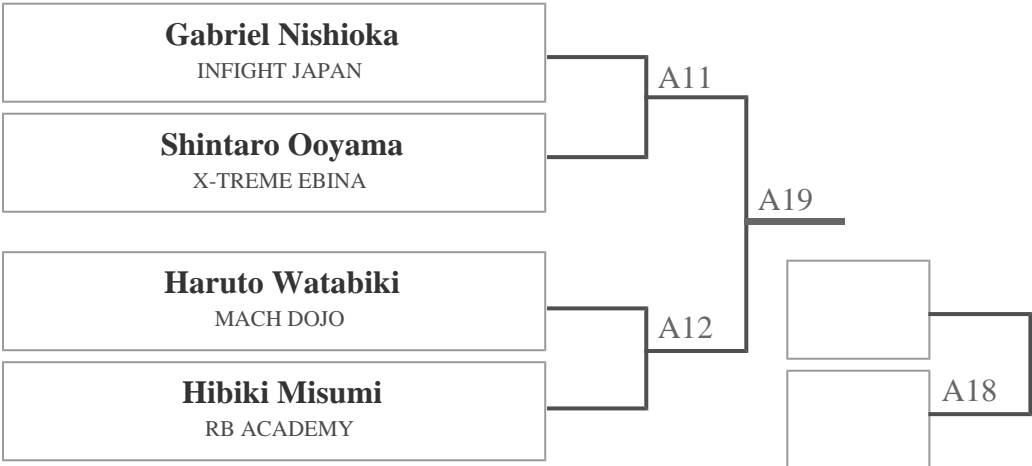 Gabriel Nishioka
INFIGHT JAPAN
A11
Shintaro Ooyama
X-TREME EBINA
A19
Haruto Watabiki
MACH DOJO
A12
Hibiki Misumi
RB ACADEMY
A18